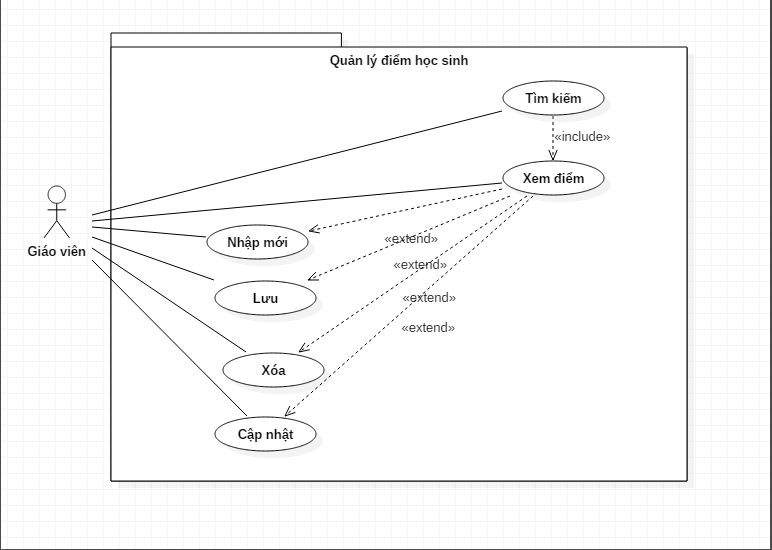 Quản lý điểm học sinh
Tìm kiếm
«include»
Xem điểm
Giáo viên
Nhập mới
«extend»
«extend»
Lưu
«extend»
«extend»
Xóa
Cập nhật